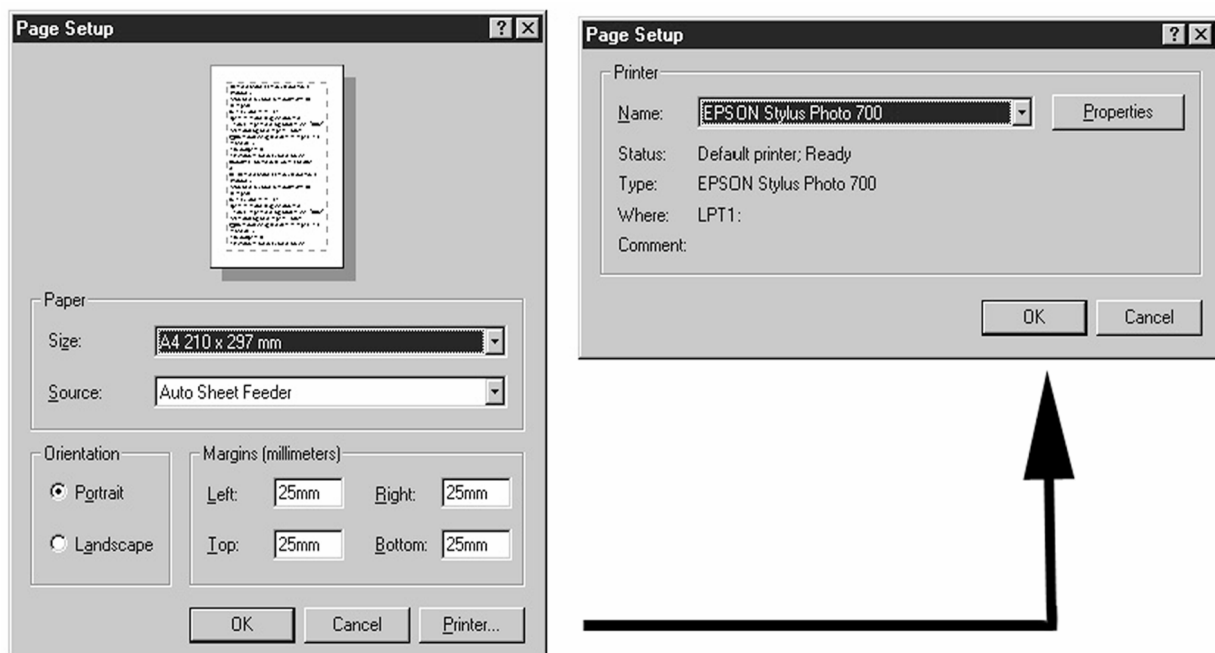 Page Setup
Paper
Size: A4 210 x 297 mm
Source: Auto Sheet Feeder
Orientation
Portrait
Landscape
Margins (millimeters)
Left: 25mm Right: 25mm
Top: 25mm Bottom: 25mm
OK Cancel Printer...
Page Setup
Printer
Name: EPSON Stylus Photo 700 Properties
Status: Default printer; Ready
Type: EPSON Stylus Photo 700
Where: LPT1:
Comment:
OK Cancel